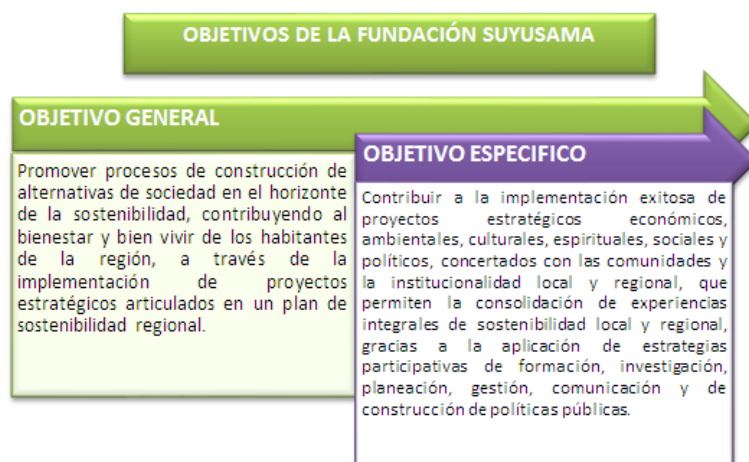 OBJETIVOS DE LA FUNDACIÓN SUYUSAMA
OBJETIVO GENERAL
Promover procesos de construcción de
alternativas de sociedad en el horizonte
de la sostenibilidad, contribuyendo al
bienestar y bien vivir de los habitantes
de la región, a través de la
implementación de proyectos
estratégicos articulados en un plan de
sostenibilidad regional.
OBJETIVO ESPECIFICO
Contribuir a la implementación exitosa de
proyectos estratégicos económicos,
ambientales, culturales, espirituales, sociales y
políticos, concertados con las comunidades y
la institucionalidad local y regional, que
permiten la consolidación de experiencias
integrales de sostenibilidad local y regional,
gracias a la aplicación de estrategias
participativas de formación, investigación,
planeación, gestión, comunicación y de
construcción de políticas públicas.